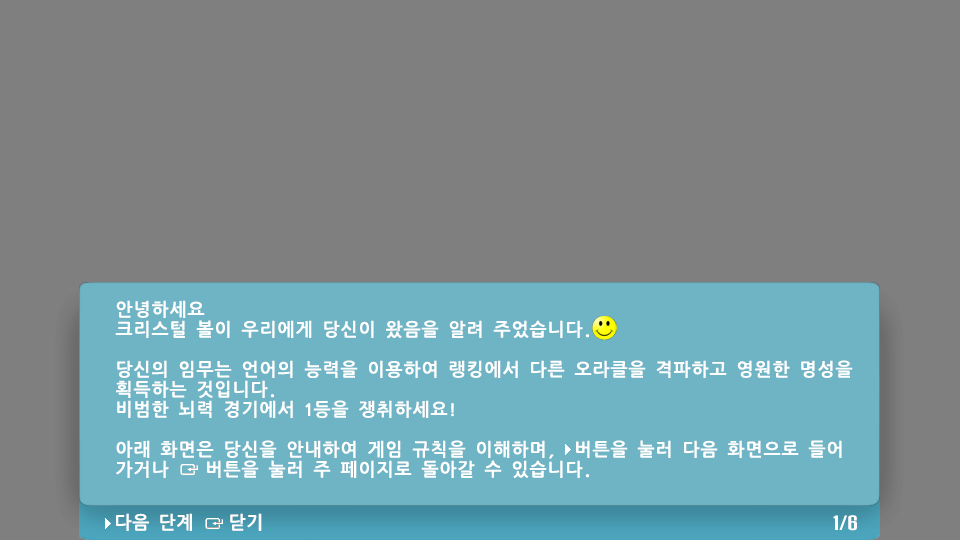 안녕하세요
크리스털 볼이 우리에게 당신이 왔음을 알려 주었습니다.
당신의 임무는 언어의 능력을 이용하여 랭킹에서 다른 오라클을 격파하고 영원한 명성을
획득하는 것입니다.
비범한 뇌력 경기에서 1등을 쟁취하세요!
아래 화면은 당신을 안내하여 게임 규칙을 이해하며, 버튼을 눌러 다음 화면으로 들어
가거나 버튼을 눌러 주 페이지로 돌아갈 수 있습니다.
다음 단계 닫기 1/6